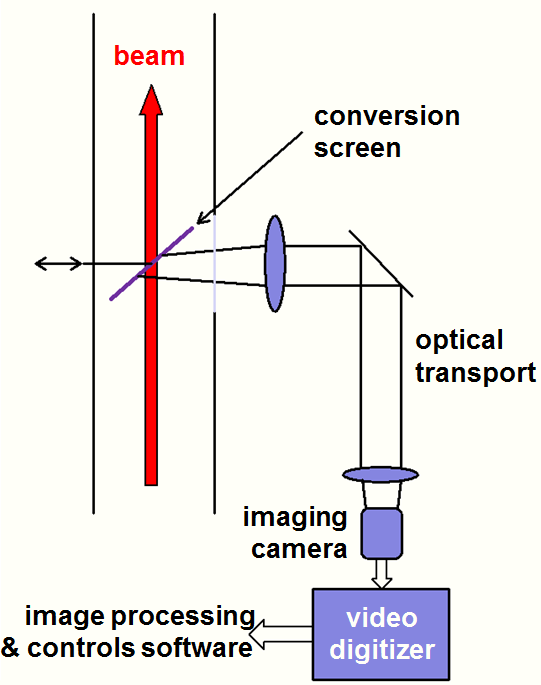 beam
conversion
screen
optical
transport
imaging
camera
video
digitizer
image processing
& controls software